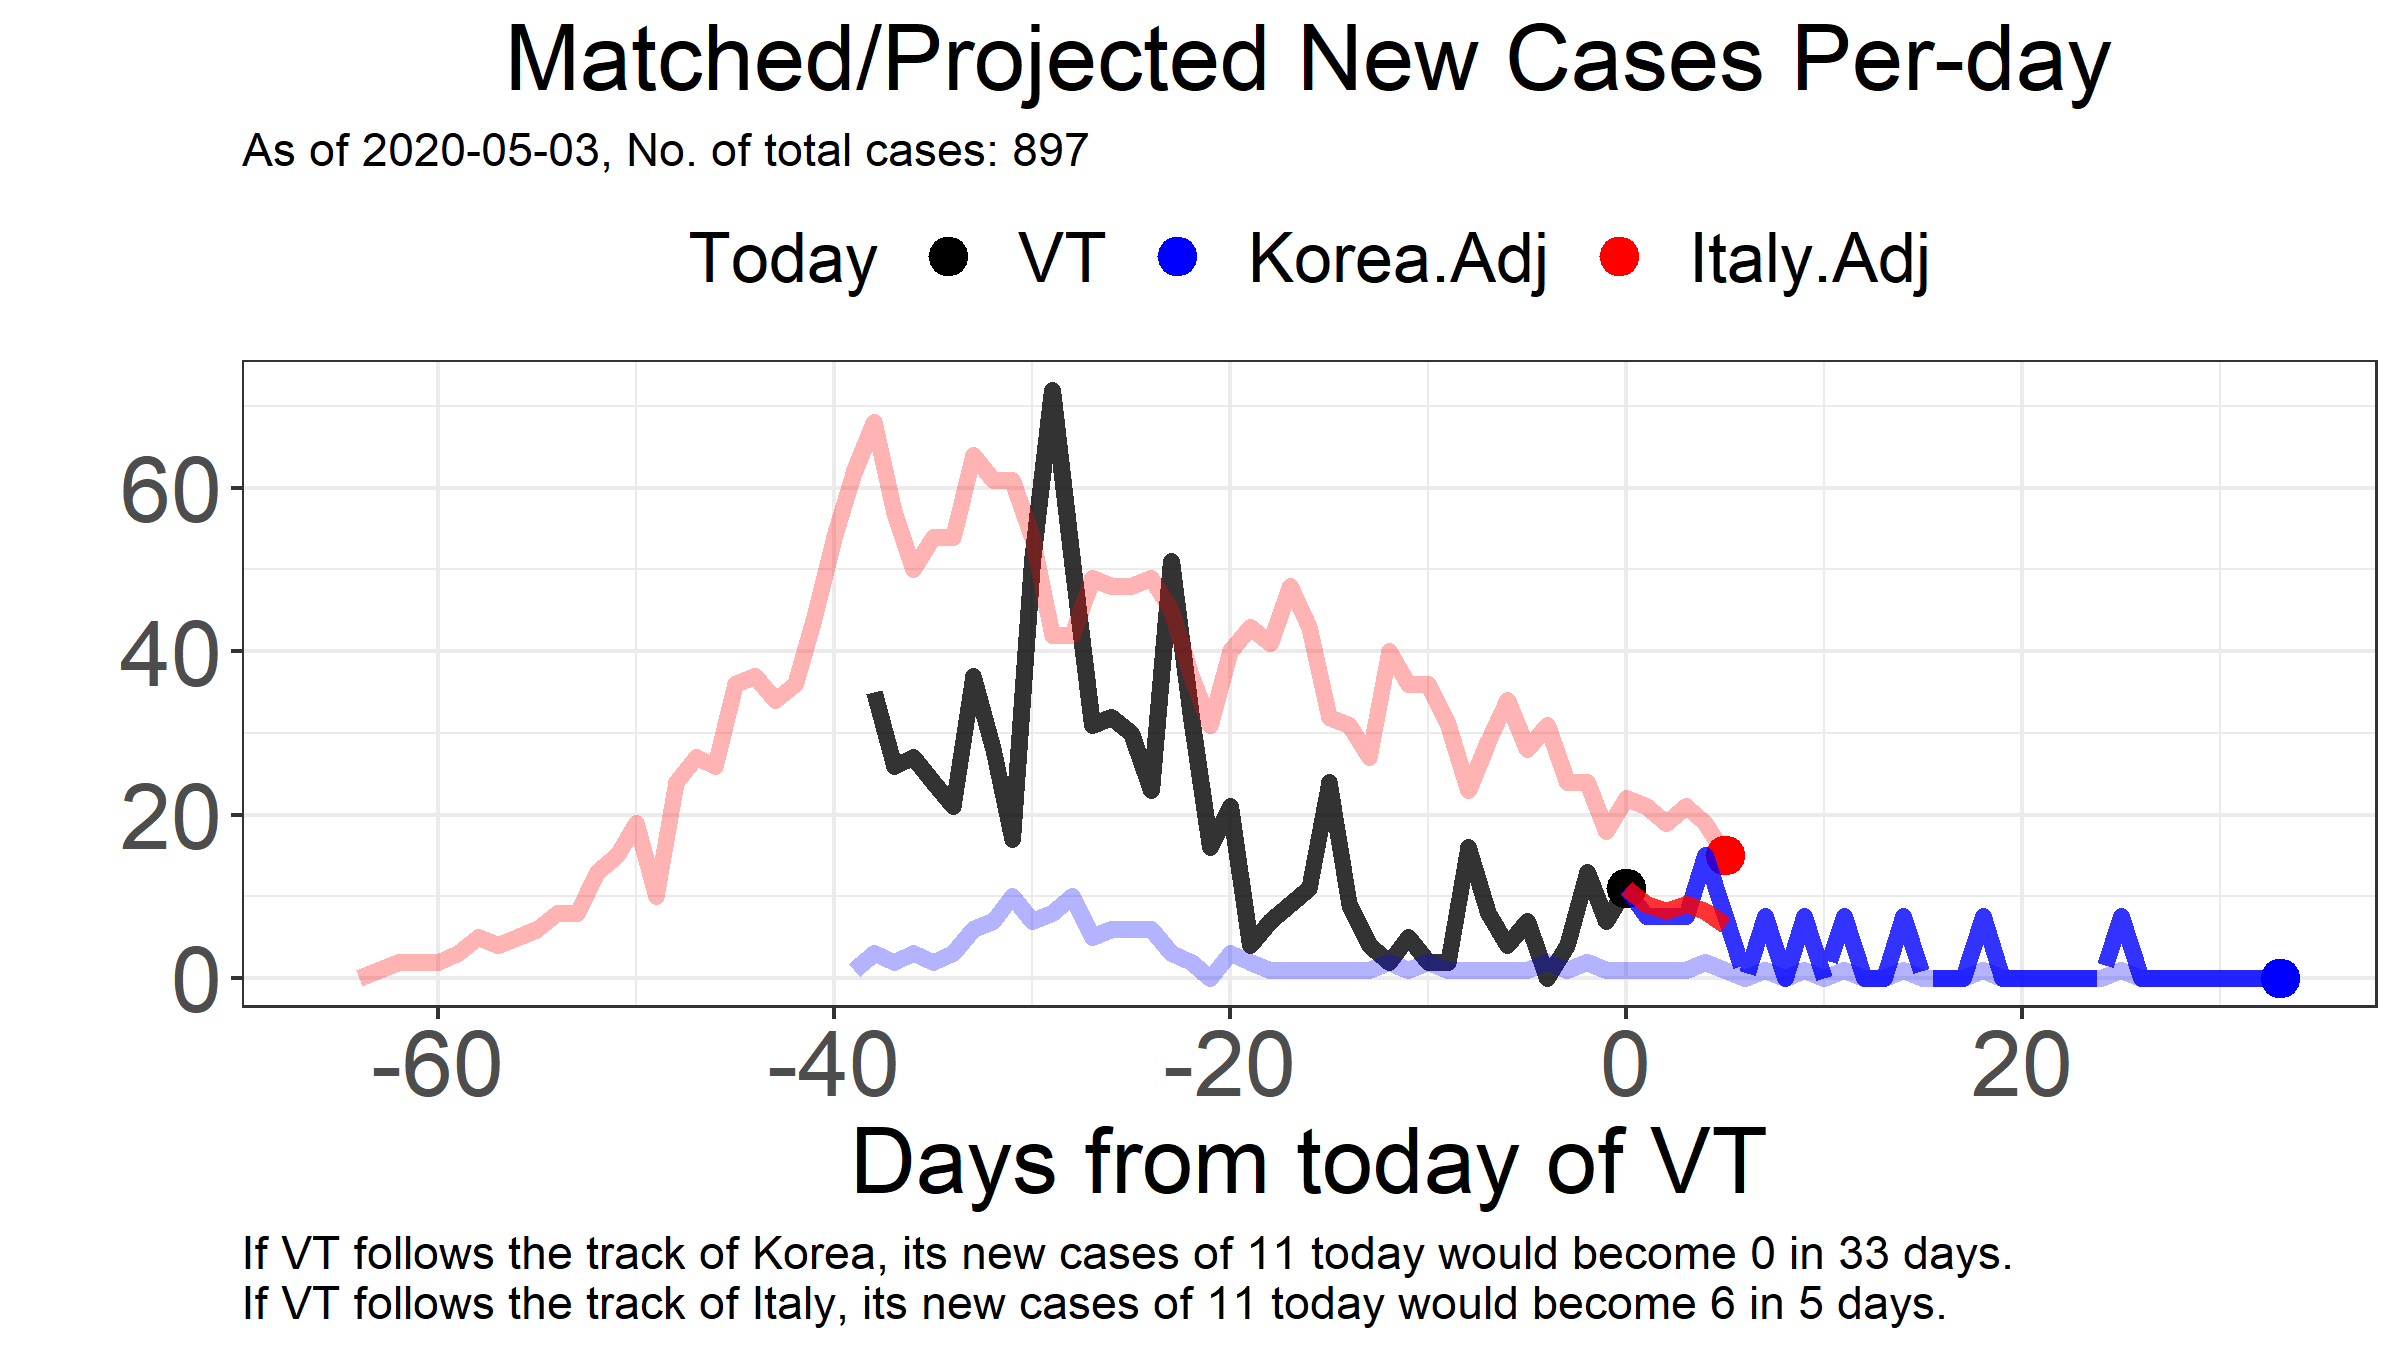 Matched/Projected New Cases Per-day
As of 2020-05-03, No. of total cases: 897
Today VT Korea.Adj Italy.Adj
60
40
20
0
-60 -40 -20 0 20
Days from today of VT
If VT follows the track of Korea, its new cases of 11 today would become 0 in 33 days.
If VT follows the track of Italy, its new cases of 11 today would become 6 in 5 days.